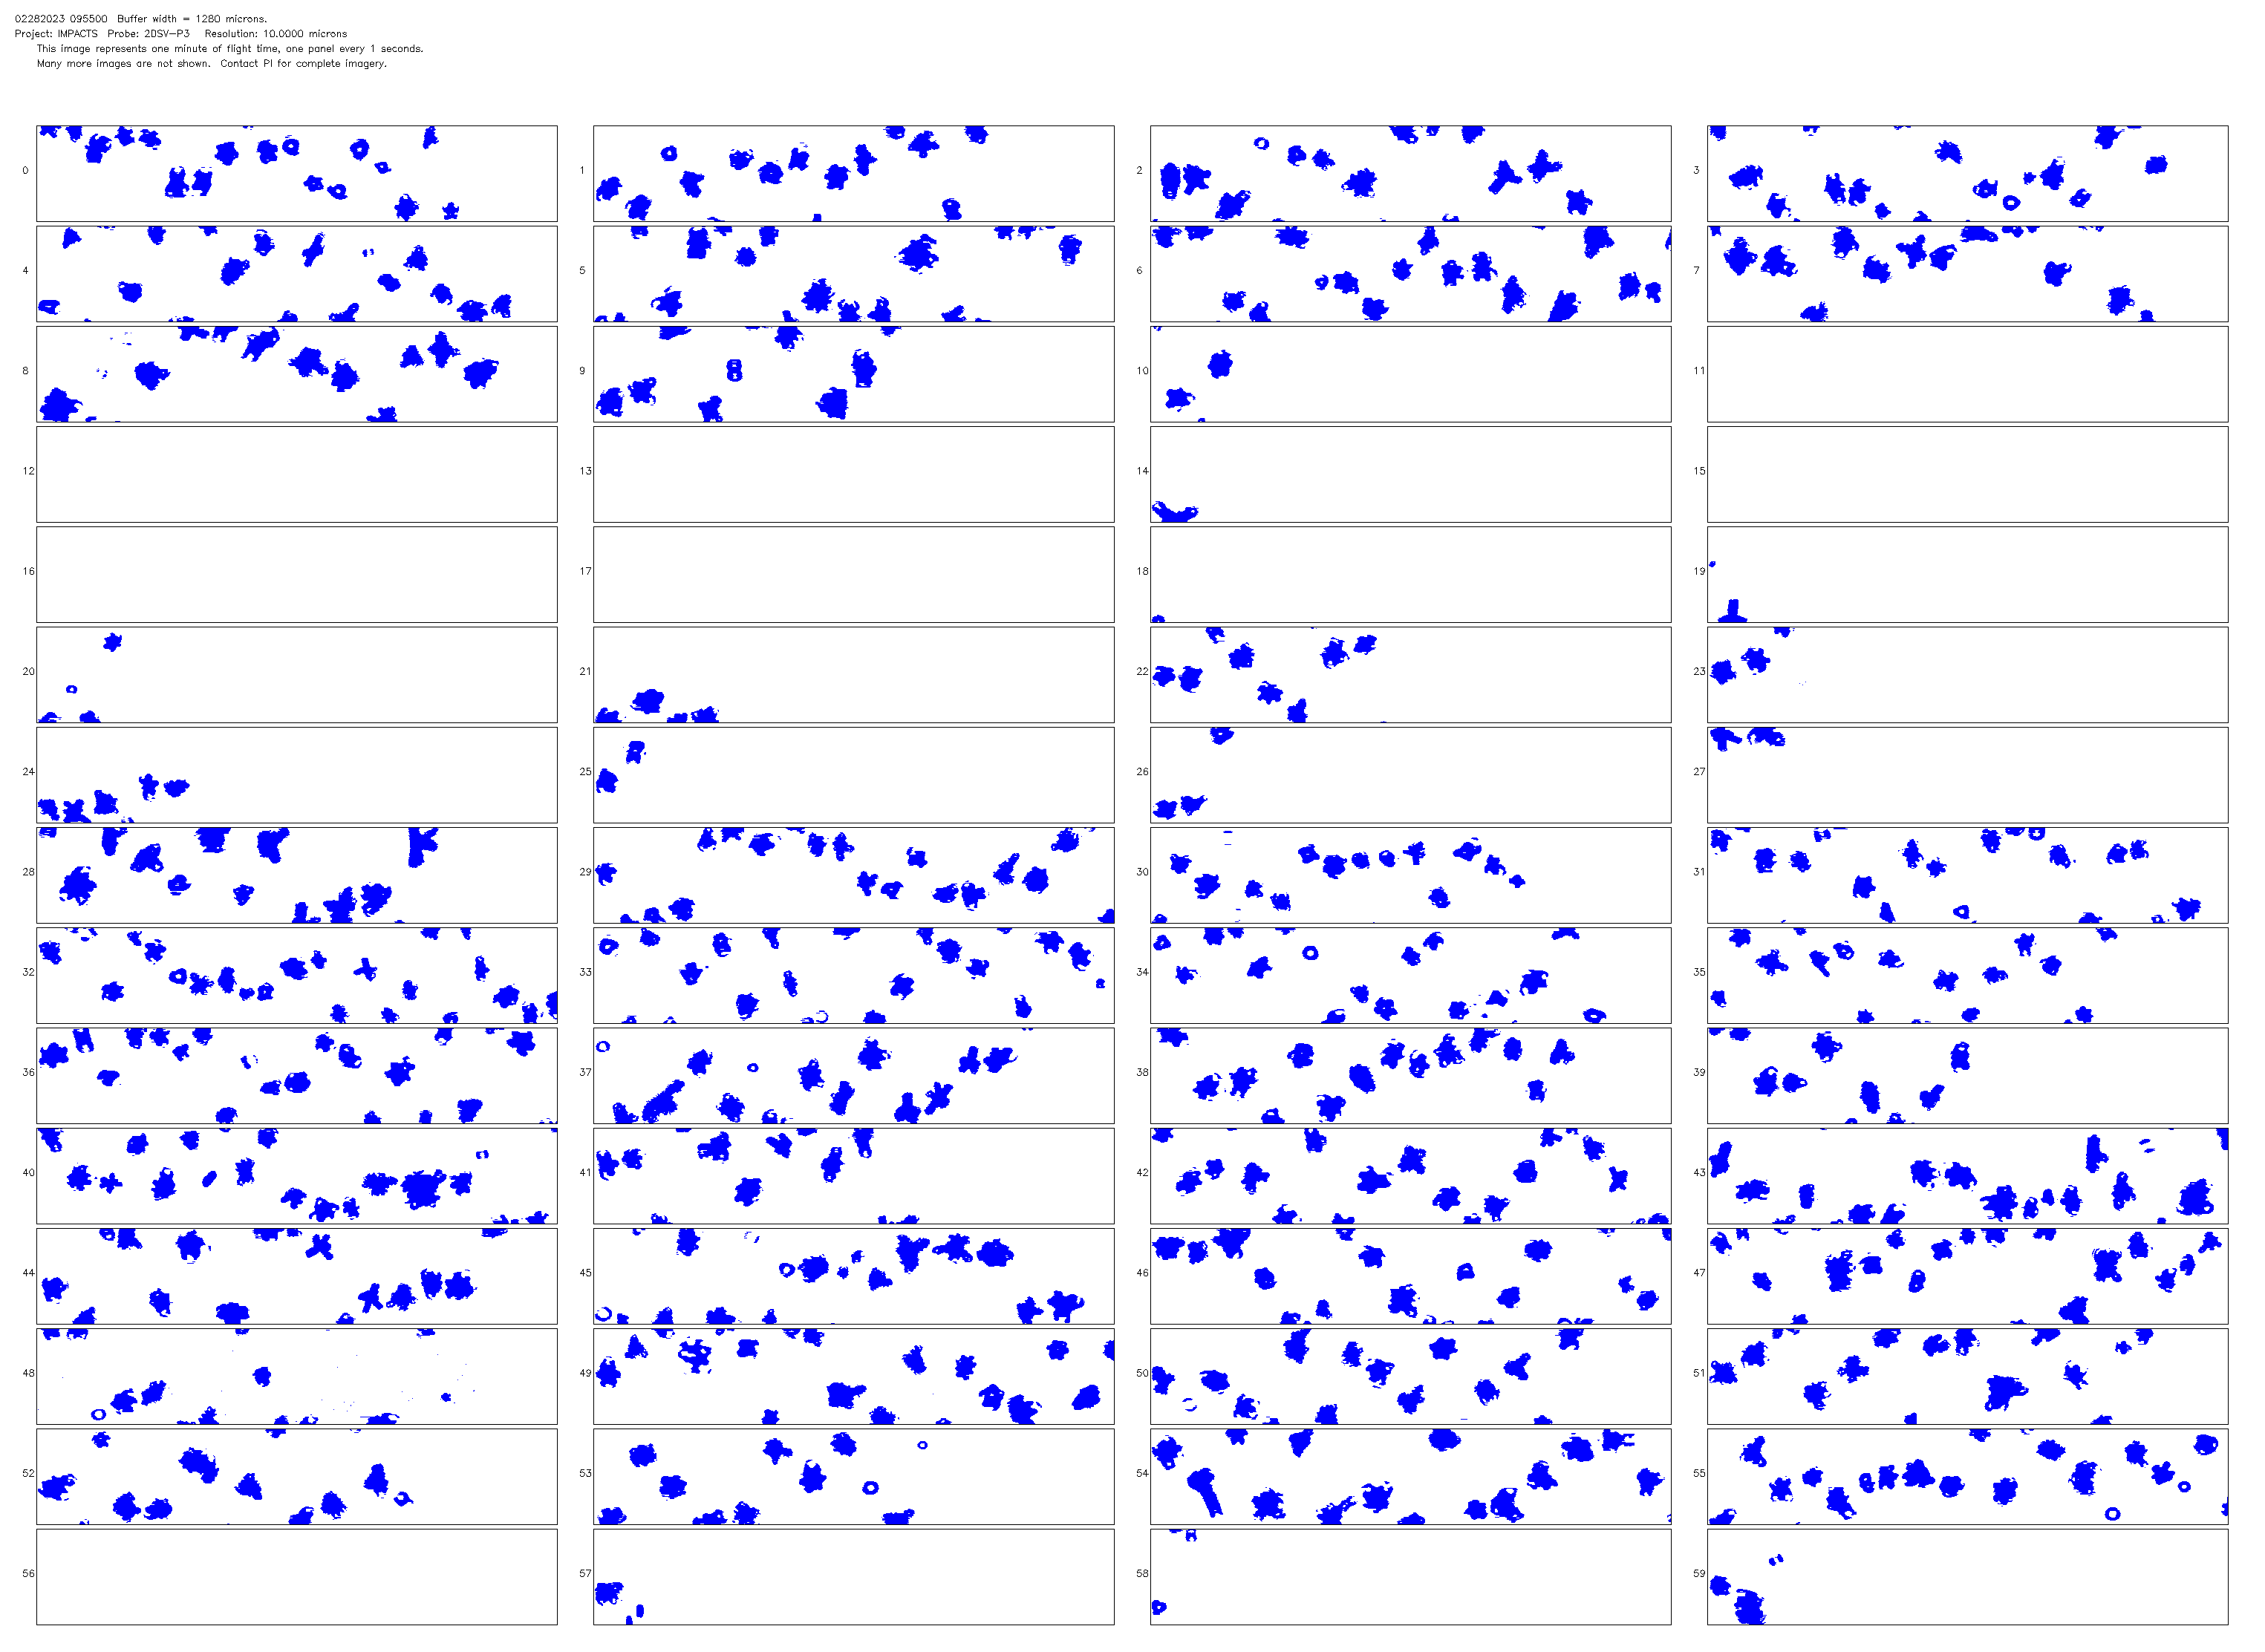 02282023 095500  Buffer width = 1280 microns.
Project: IMPACTS  Probe: 2DSV-P3   Resolution: 10.0000 microns
This image represents one minute of flight time, one panel every 1 seconds.
Many more images are not shown.  Contact PI for complete imagery.
0 1 2 3
4 5 6 7
8 9 10 11
12 13 14 15
16 17 18 19
20 21 22 23
24 25 26 27
28 29 30 31
32 33 34 35
36 37 38 39
40 41 42 43
44 45 46 47
48 49 50 51
52 53 54 55
56 57 58 59